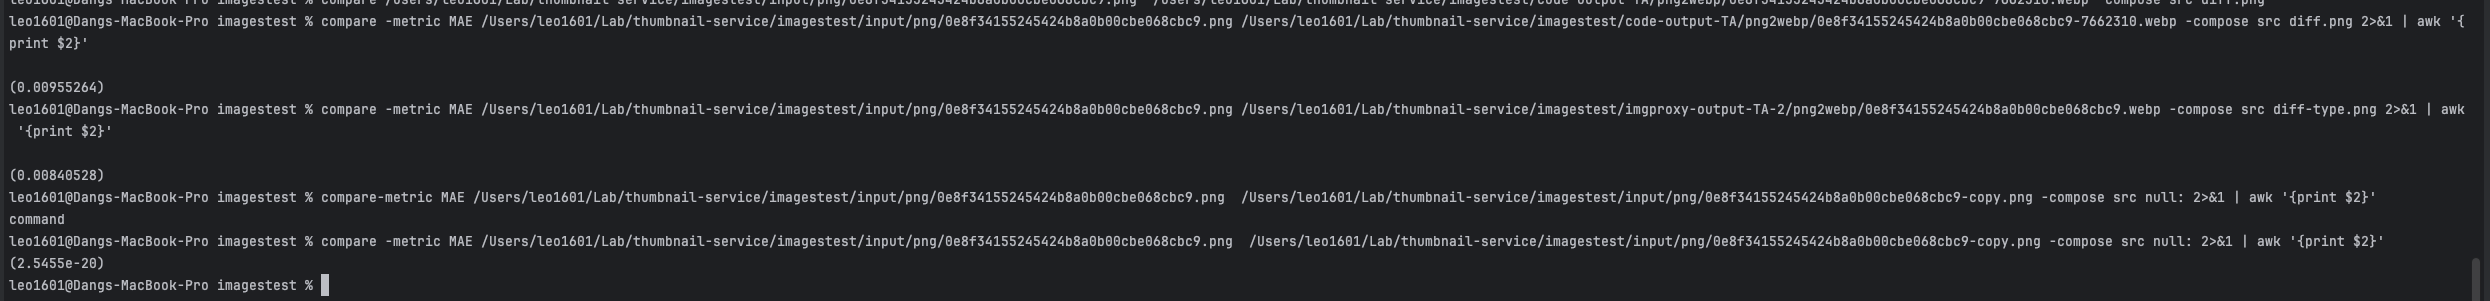 leo1601@Dangs-MacBook-Pro imagestest % compare /Users/leo1601/Lab/thumbnail-service/imagestest/input/png/0e8f34155245424b8a0b00cbe068cbc9.png  /Users/leo1601/Lab/thumbnail-service/imagestest/code-output-TA/png2webp/0e8f34155245424b8a0b00cbe068cbc9-7662310.webp -compose src diff.png
leo1601@Dangs-MacBook-Pro imagestest % compare -metric MAE /Users/leo1601/Lab/thumbnail-service/imagestest/input/png/0e8f34155245424b8a0b00cbe068cbc9.png /Users/leo1601/Lab/thumbnail-service/imagestest/code-output-TA/png2webp/0e8f34155245424b8a0b00cbe068cbc9-7662310.webp -compose src diff.png 2>&1 | awk '{
print $2}'
(0.00955264)
leo1601@Dangs-MacBook-Pro imagestest % compare -metric MAE /Users/leo1601/Lab/thumbnail-service/imagestest/input/png/0e8f34155245424b8a0b00cbe068cbc9.png /Users/leo1601/Lab/thumbnail-service/imagestest/imgproxy-output-TA-2/png2webp/0e8f34155245424b8a0b00cbe068cbc9.webp -compose src diff-type.png 2>&1 | awk
'{print $2}'
(0.00840528)
leo1601@Dangs-MacBook-Pro imagestest % compare-metric MAE /Users/leo1601/Lab/thumbnail-service/imagestest/input/png/0e8f34155245424b8a0b00cbe068cbc9.png  /Users/leo1601/Lab/thumbnail-service/imagestest/input/png/0e8f34155245424b8a0b00cbe068cbc9-copy.png -compose src null: 2>&1 | awk '{print $2}'
command
leo1601@Dangs-MacBook-Pro imagestest % compare -metric MAE /Users/leo1601/Lab/thumbnail-service/imagestest/input/png/0e8f34155245424b8a0b00cbe068cbc9.png  /Users/leo1601/Lab/thumbnail-service/imagestest/input/png/0e8f34155245424b8a0b00cbe068cbc9-copy.png -compose src null: 2>&1 | awk '{print $2}'
(2.5455e-20)
leo1601@Dangs-MacBook-Pro imagestest %